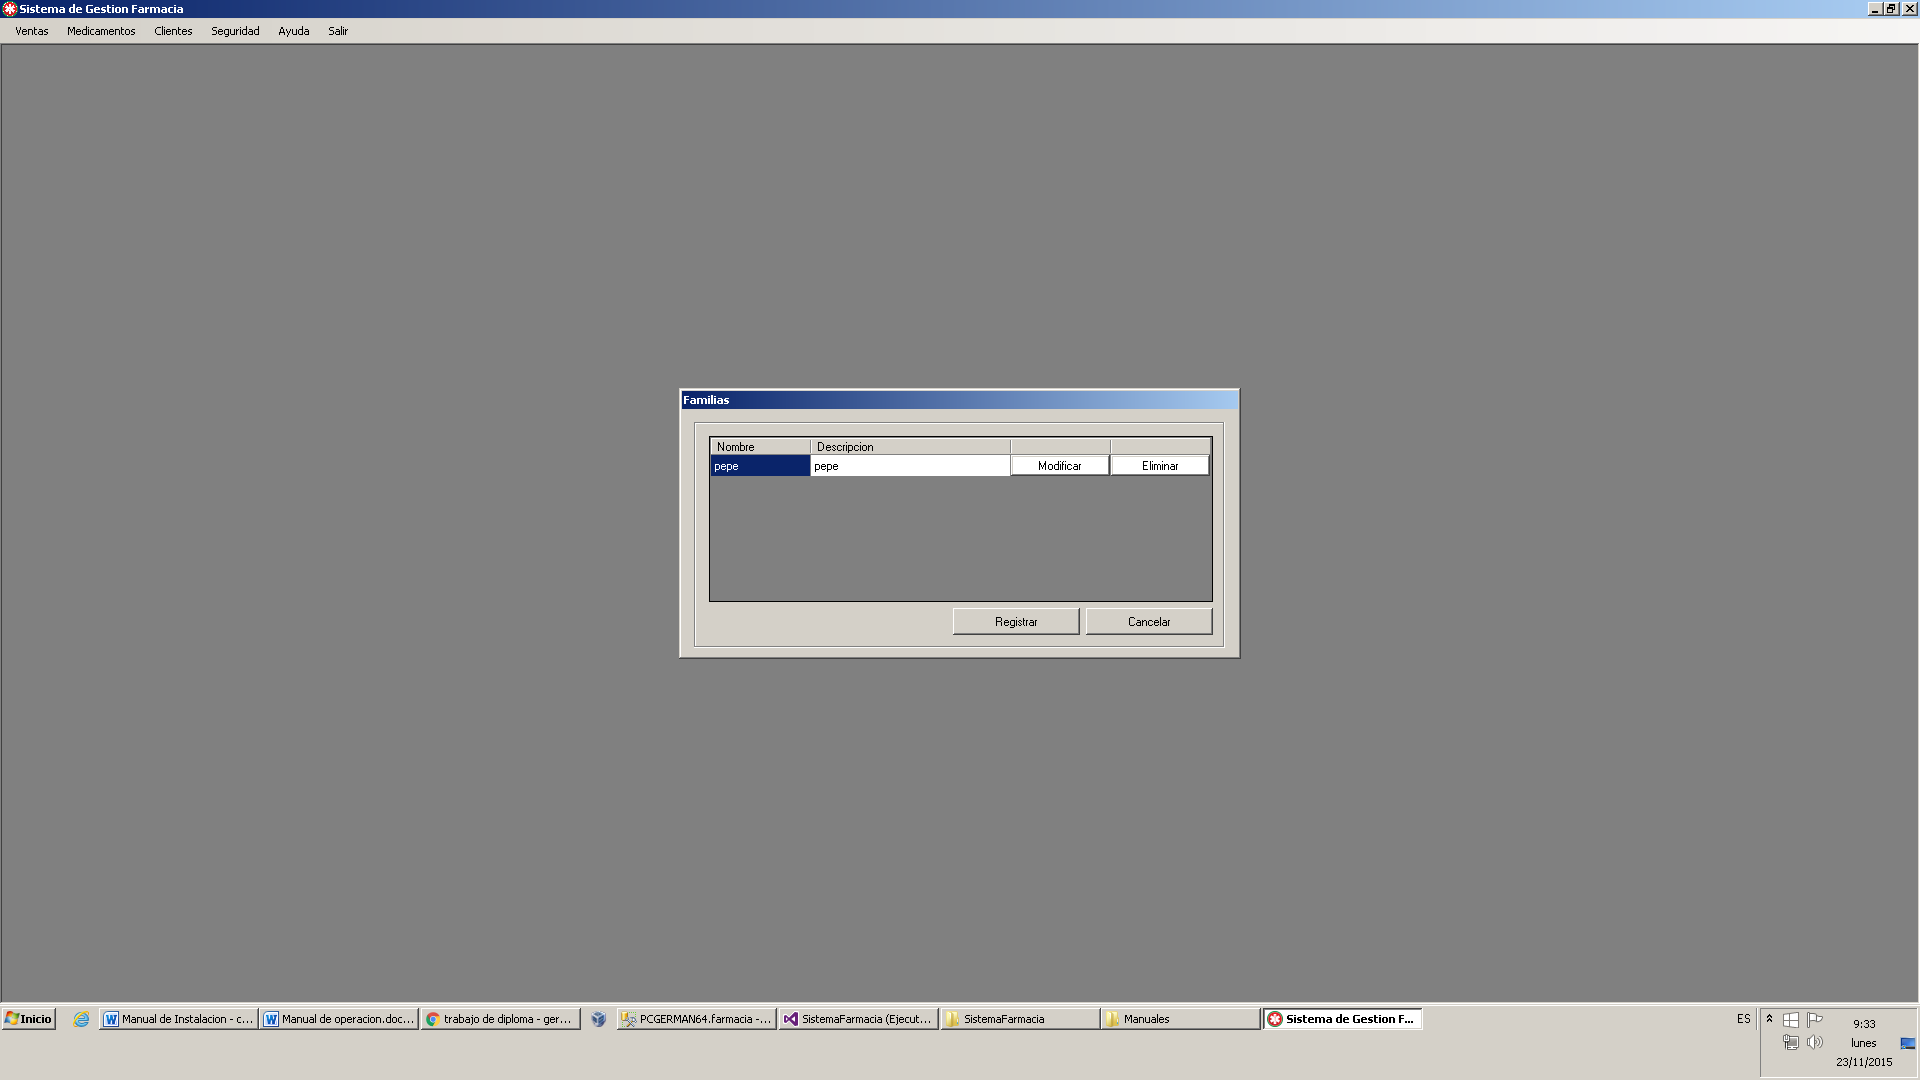 Sistema de Gestion Farmacia
Ventas Medicamentos Clientes Seguridad Ayuda Salir
Familias
Nombre Descripcion
pepe pepe Modificar Eliminar
Registrar Cancelar
Inicio Manual de Instalacion - c... Manual de operacion.doc... trabajo de diploma - ger... PCGERMAN64.farmacia -... SistemaFarmacia (Ejecut... SistemaFarmacia Manuales Sistema de Gestion F... ES
9:33
lunes
23/11/2015